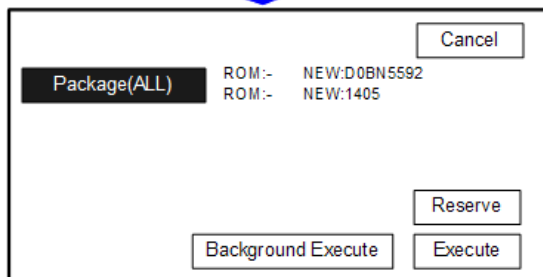 Cancel
Package(ALL)
ROM:- NEW:D0BN5592
ROM:- NEW:1405
Reserve
Background Execute
Execute